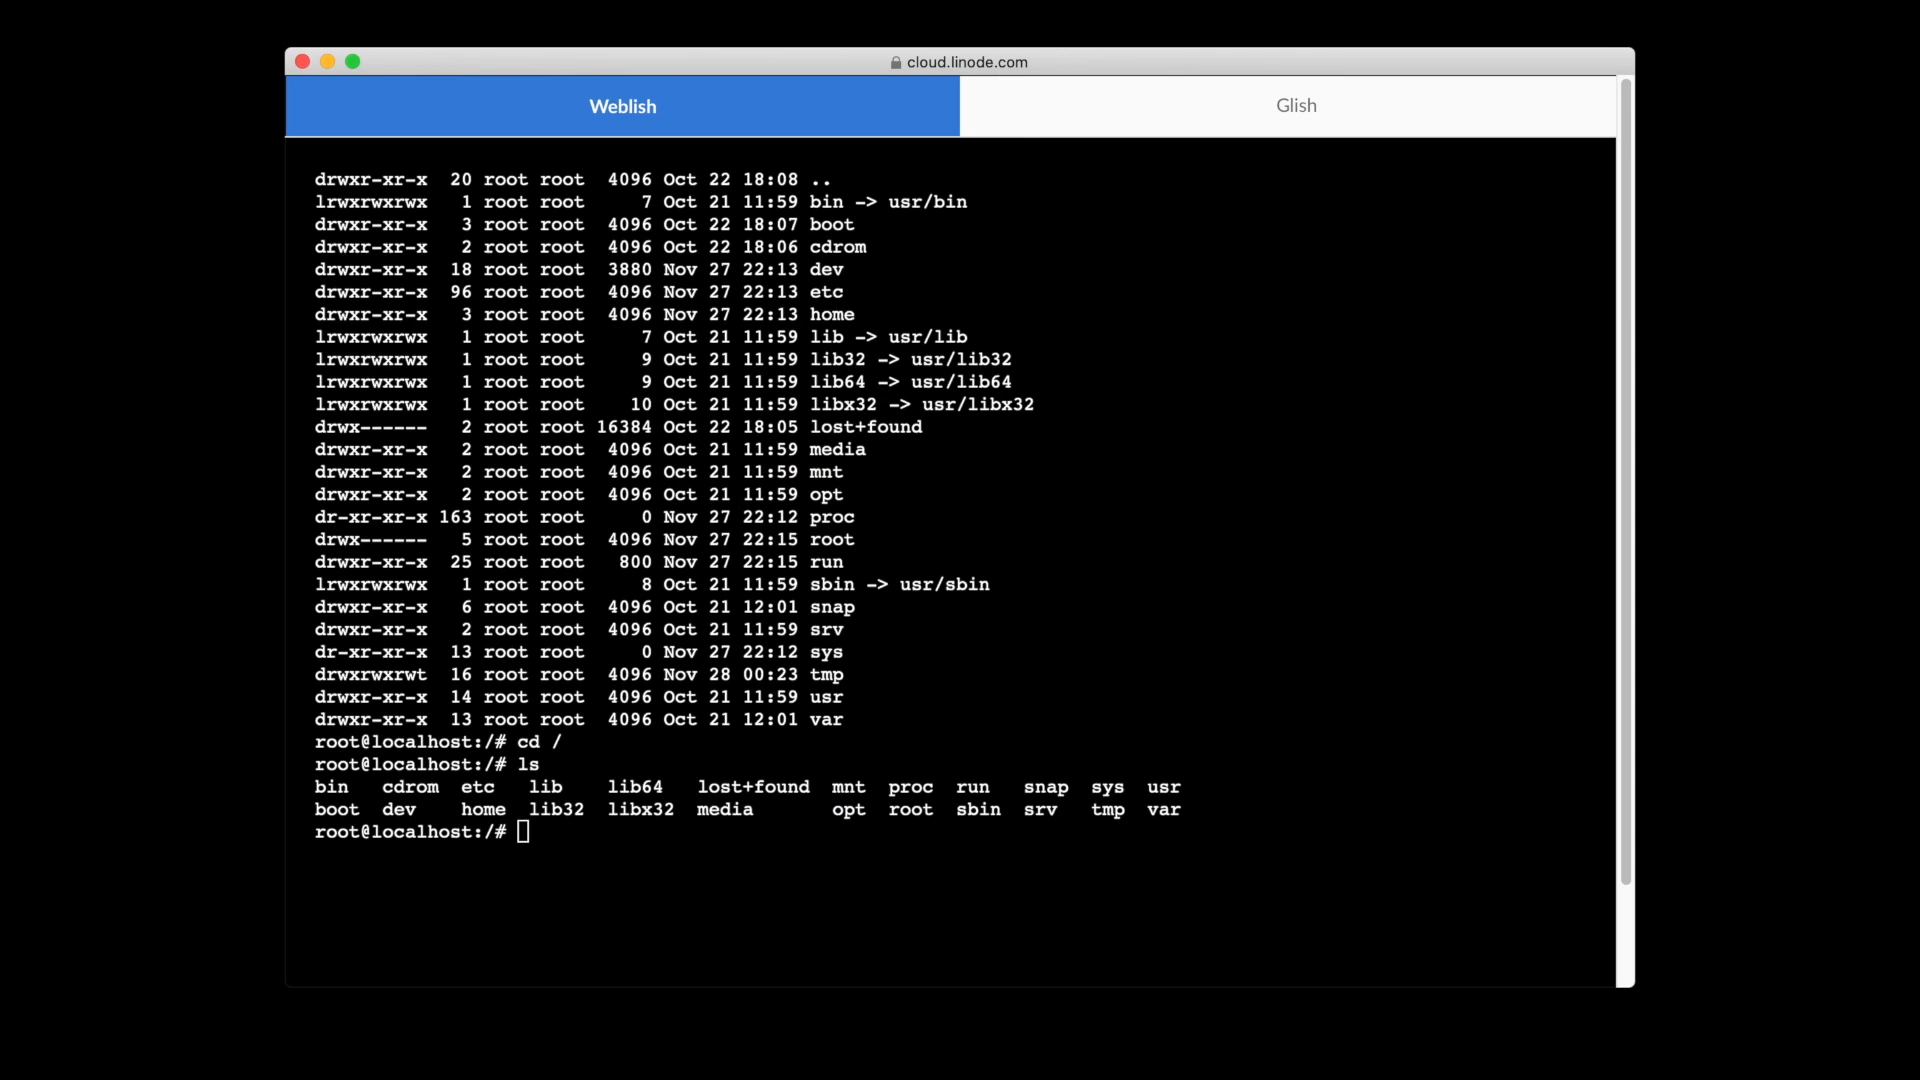 cloud.linode.com
Weblish Glish
drwxr-xr-x  20 root root  4096 Oct 22 18:08 ..
lrwxrwxrwx   1 root root     7 Oct 21 11:59 bin -> usr/bin
drwxr-xr-x   3 root root  4096 Oct 22 18:07 boot
drwxr-xr-x   2 root root  4096 Oct 22 18:06 cdrom
drwxr-xr-x  18 root root  3880 Nov 27 22:13 dev
drwxr-xr-x  96 root root  4096 Nov 27 22:13 etc
drwxr-xr-x   3 root root  4096 Nov 27 22:13 home
lrwxrwxrwx   1 root root     7 Oct 21 11:59 lib -> usr/lib
lrwxrwxrwx   1 root root     9 Oct 21 11:59 lib32 -> usr/lib32
lrwxrwxrwx   1 root root     9 Oct 21 11:59 lib64 -> usr/lib64
lrwxrwxrwx   1 root root    10 Oct 21 11:59 libx32 -> usr/libx32
drwx------   2 root root 16384 Oct 22 18:05 lost+found
drwxr-xr-x   2 root root  4096 Oct 21 11:59 media
drwxr-xr-x   2 root root  4096 Oct 21 11:59 mnt
drwxr-xr-x   2 root root  4096 Oct 21 11:59 opt
dr-xr-xr-x 163 root root     0 Nov 27 22:12 proc
drwx------   5 root root  4096 Nov 27 22:15 root
drwxr-xr-x  25 root root   800 Nov 27 22:15 run
lrwxrwxrwx   1 root root     8 Oct 21 11:59 sbin -> usr/sbin
drwxr-xr-x   6 root root  4096 Oct 21 12:01 snap
drwxr-xr-x   2 root root  4096 Oct 21 11:59 srv
dr-xr-xr-x  13 root root     0 Nov 27 22:12 sys
drwxrwxrwt  16 root root  4096 Nov 28 00:23 tmp
drwxr-xr-x  14 root root  4096 Oct 21 11:59 usr
drwxr-xr-x  13 root root  4096 Oct 21 12:01 var
root@localhost:/# cd /
root@localhost:/# ls
bin   cdrom  etc   lib    lib64   lost+found  mnt  proc  run   snap  sys  usr
boot  dev    home  lib32  libx32  media       opt  root  sbin  srv   tmp  var
root@localhost:/#